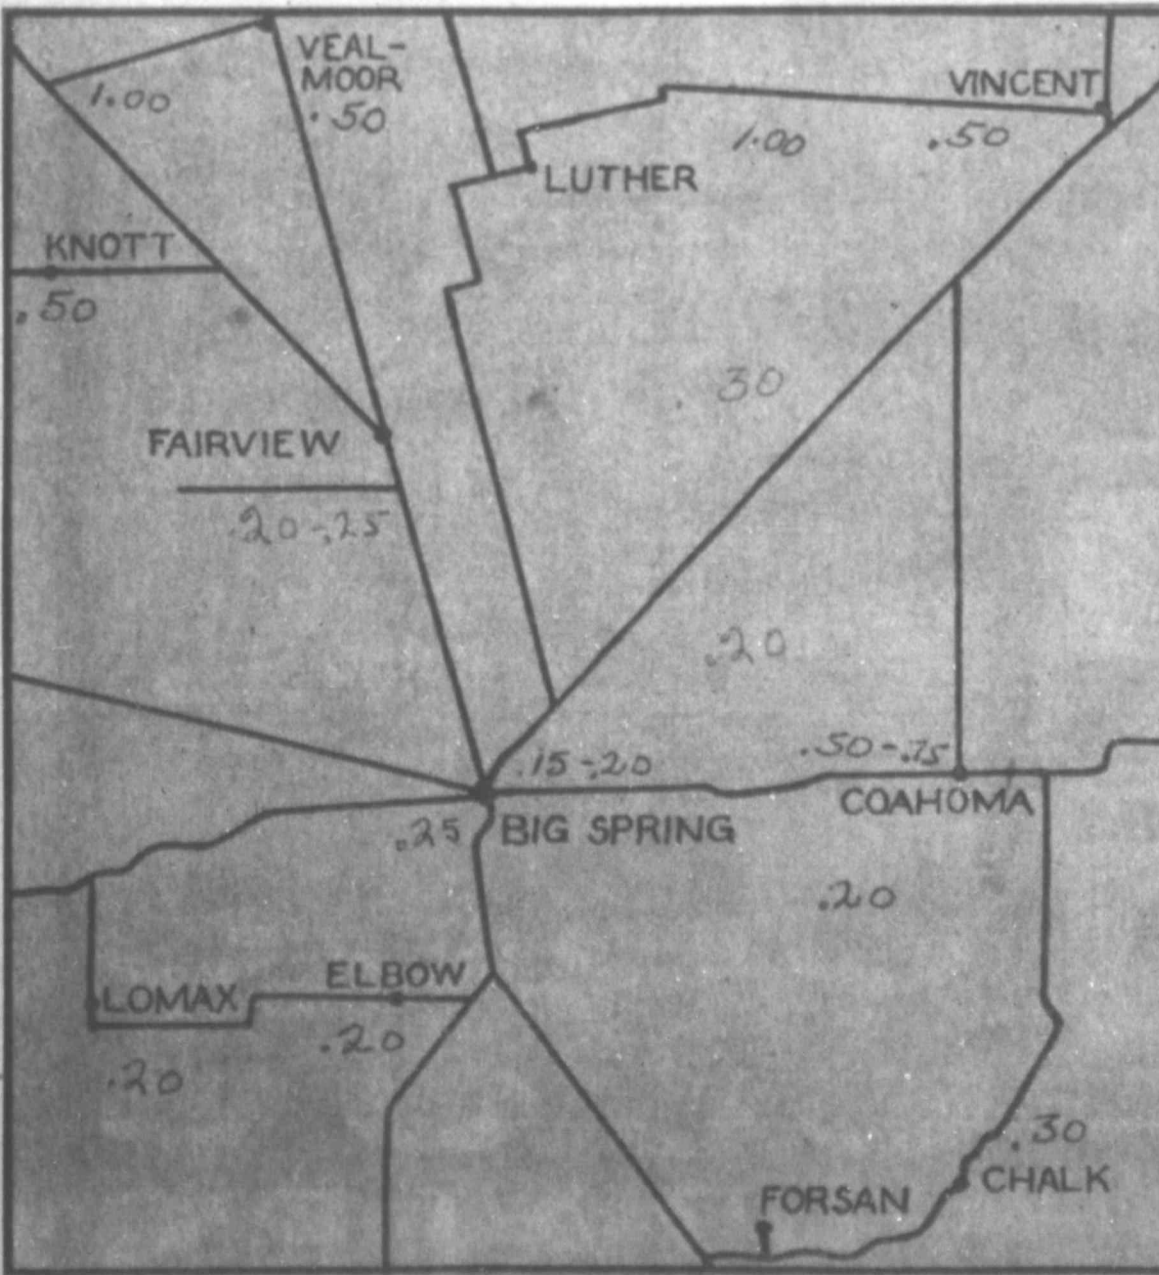 VEAL-
MOOR
.50
1.00
VINCENT
.50
1.00
LUTHER
KNOTT
.50
.30
FAIRVIEW
.20-.25
.20
.15-.20
.50-.75
COAHOMA
.25
BIG SPRING
.20
ELBOW
LOMAX
.20
.20
.30
CHALK
FORSAN